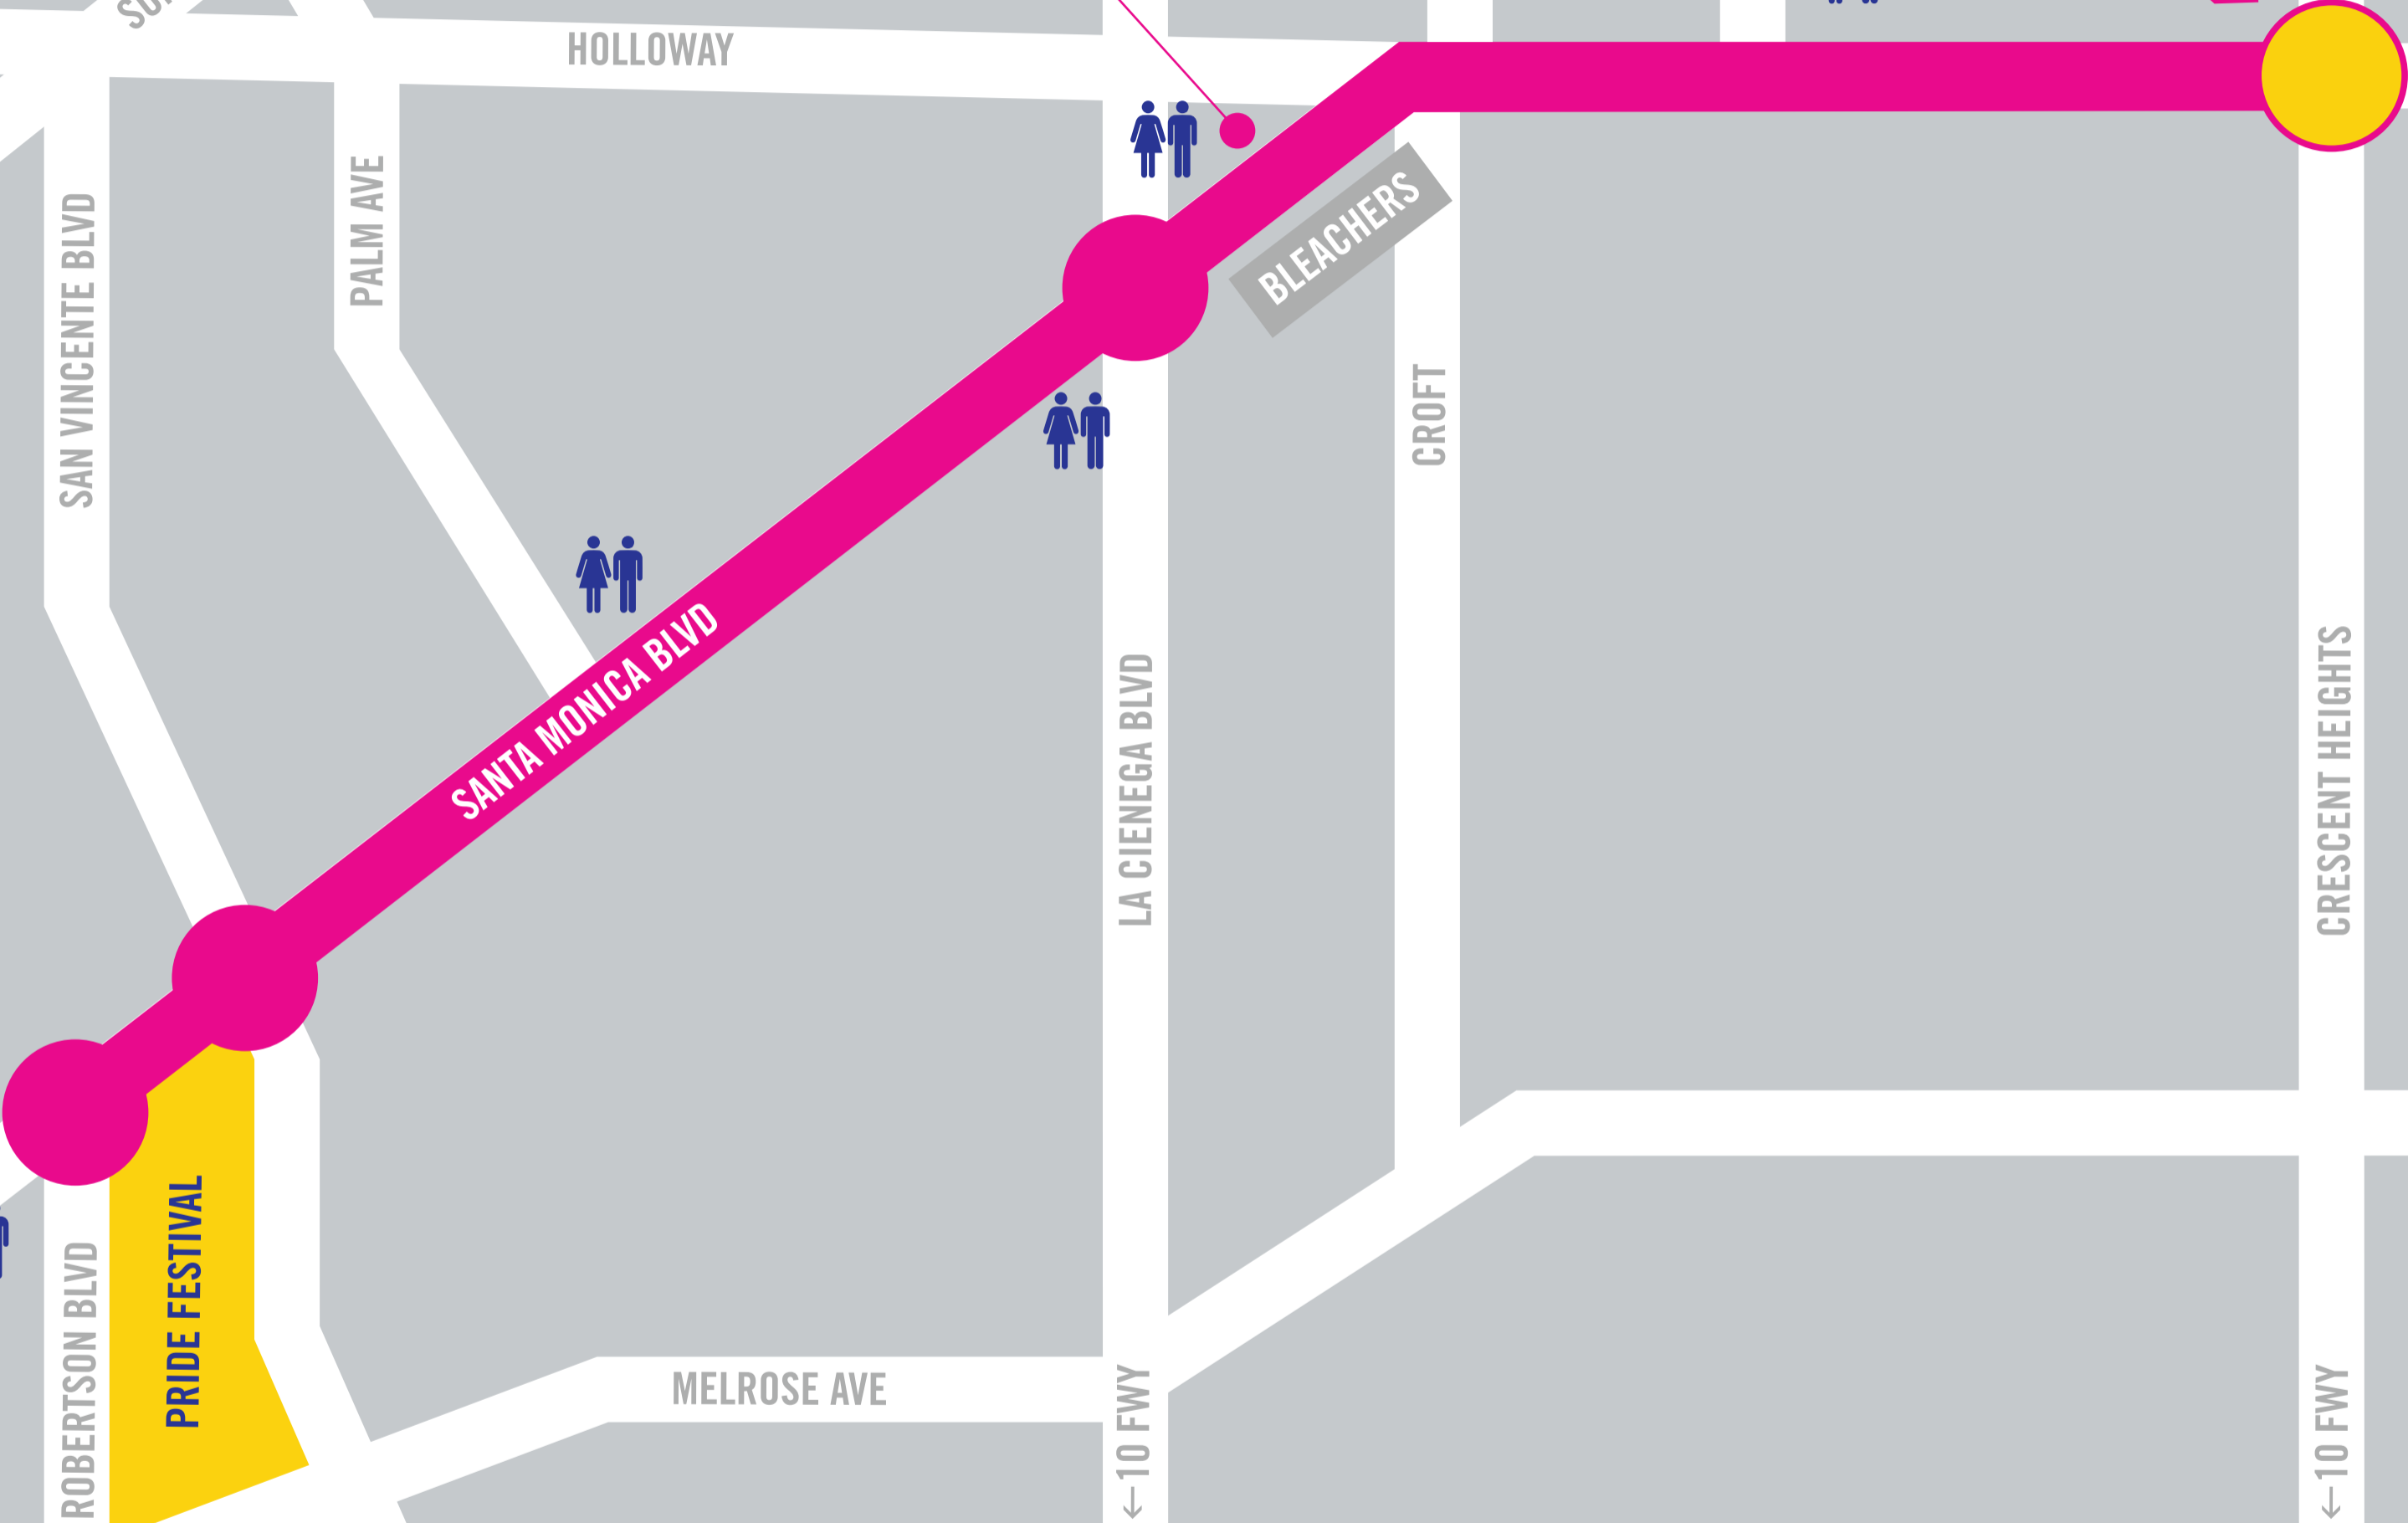 HOLLOWAY
SAN VINCENTE BLVD
PALM AVE
BLEACHERS
CROFT
SANTA MONICA BLVD
LA CIENEGA BLVD
CRESCENT HEIGHTS
PRIDE FESTIVAL
ROBERTSON BLVD
MELROSE AVE
←10 FWY
←10 FWY